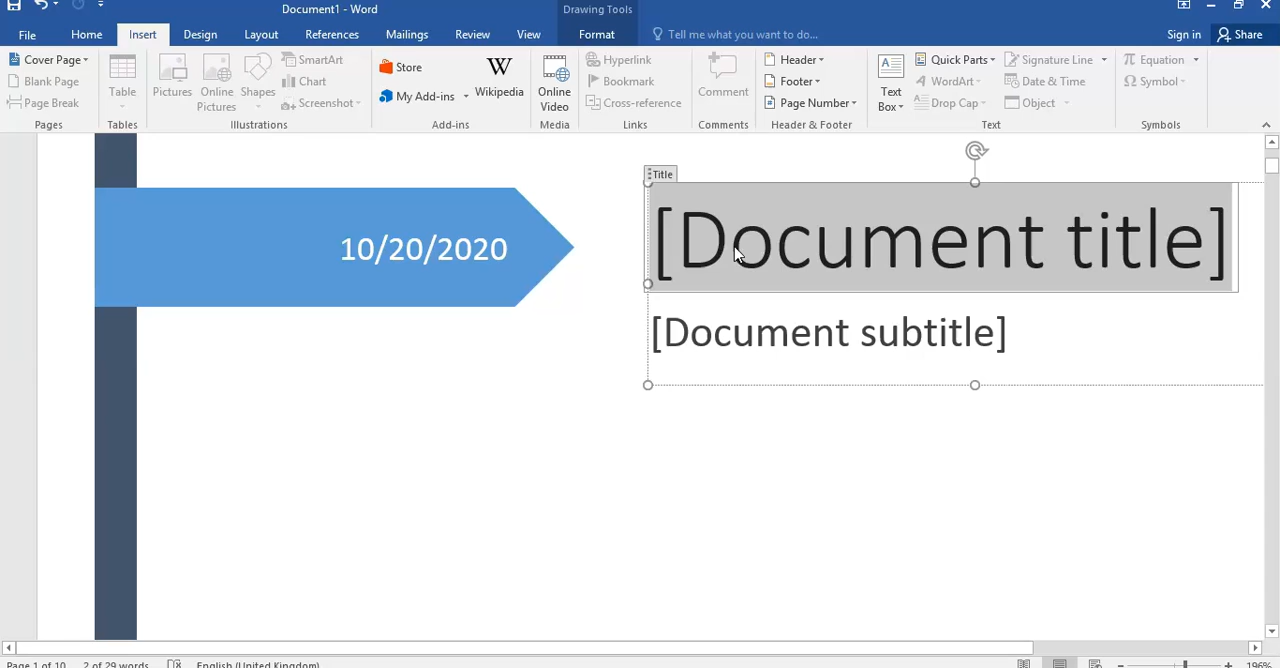 Document1 - Word
Drawing Tools
File Home Insert Design Layout References Mailings Review View Format Tell me what you want to do... Sign in Share
Cover Page
Blank Page
Page Break
Pages
Table
Tables
Pictures
Online Pictures
Shapes
SmartArt
Chart
Screenshot
Illustrations
Store
My Add-ins
W
Wikipedia
Add-ins
Online Video
Media
Hyperlink
Bookmark
Cross-reference
Links
Comment
Comments
Header
Footer
Page Number
Header & Footer
A
Text Box
Quick Parts
WordArt
Drop Cap
Signature Line
Date & Time
Object
Text
π Equation
Ω Symbol
Symbols
Title
10/20/2020
[Document title]
[Document subtitle]
Page 1 of 10 2 of 29 words English (United Kingdom) 196%